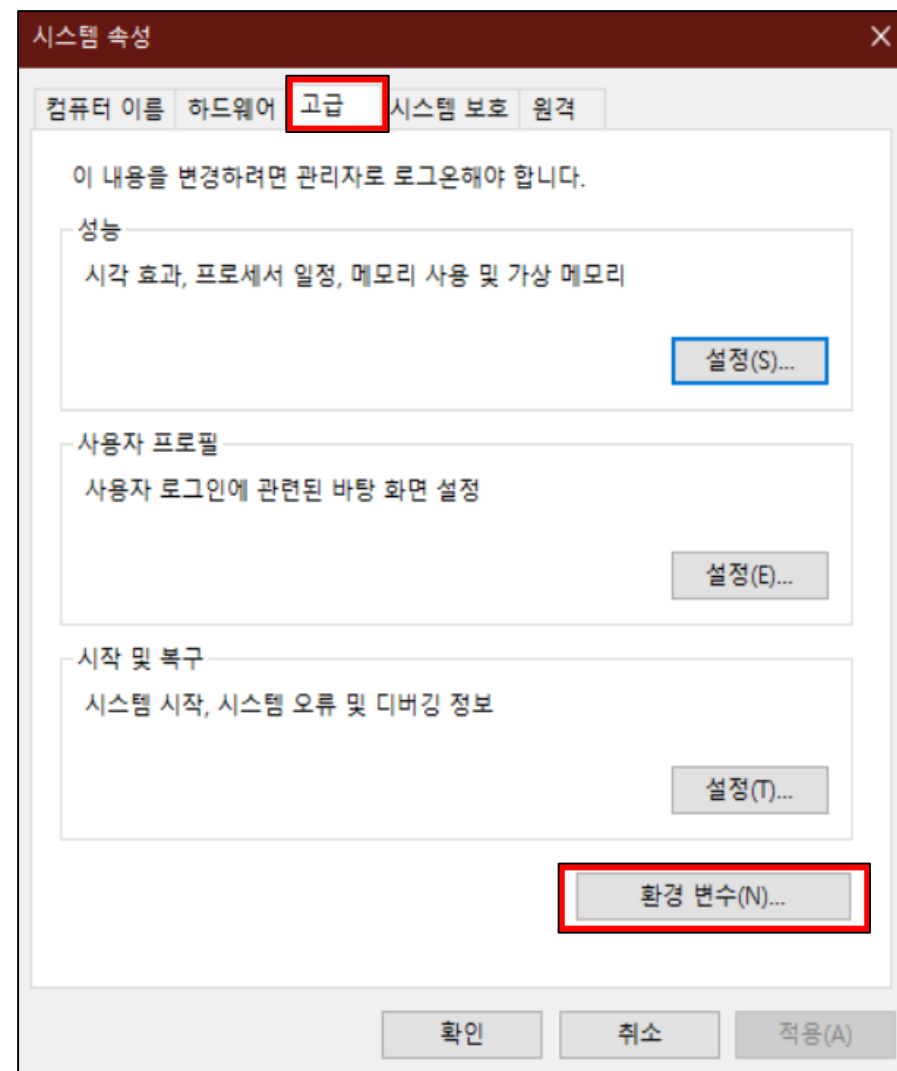 시스템 속성
컴퓨터 이름 하드웨어 고급 시스템 보호 원격
이 내용을 변경하려면 관리자로 로그온해야 합니다.
성능
시각 효과, 프로세서 일정, 메모리 사용 및 가상 메모리
설정(S)...
사용자 프로필
사용자 로그인에 관련된 바탕 화면 설정
설정(E)...
시작 및 복구
시스템 시작, 시스템 오류 및 디버깅 정보
설정(T)...
환경 변수(N)...
확인 취소 적용(A)